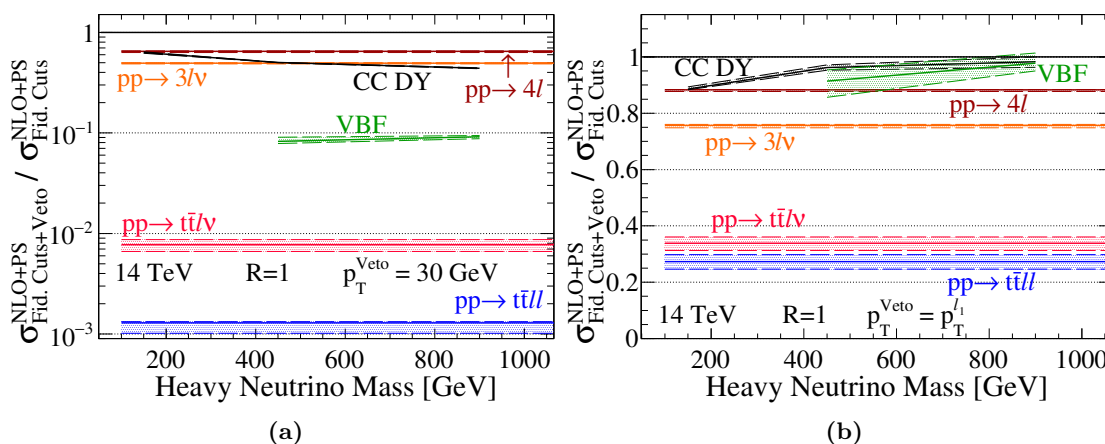 σ^NLO+PS_Fid. Cuts+Veto / σ^NLO+PS_Fid. Cuts
1
10⁻¹
10⁻²
10⁻³
pp→ 3lν
CC DY
pp→ 4l
VBF
pp→ tt̄lν
14 TeV R=1 p_T^Veto = 30 GeV
pp→ tt̄ll
200 400 600 800 1000
Heavy Neutrino Mass [GeV]
(a)
σ^NLO+PS_Fid. Cuts+Veto / σ^NLO+PS_Fid. Cuts
1
0.8
0.6
0.4
0.2
0
CC DY
VBF
pp→ 4l
pp→ 3lν
pp→ tt̄lν
pp→ tt̄ll
14 TeV R=1 p_T^Veto = p_T^l₁
200 400 600 800 1000
Heavy Neutrino Mass [GeV]
(b)